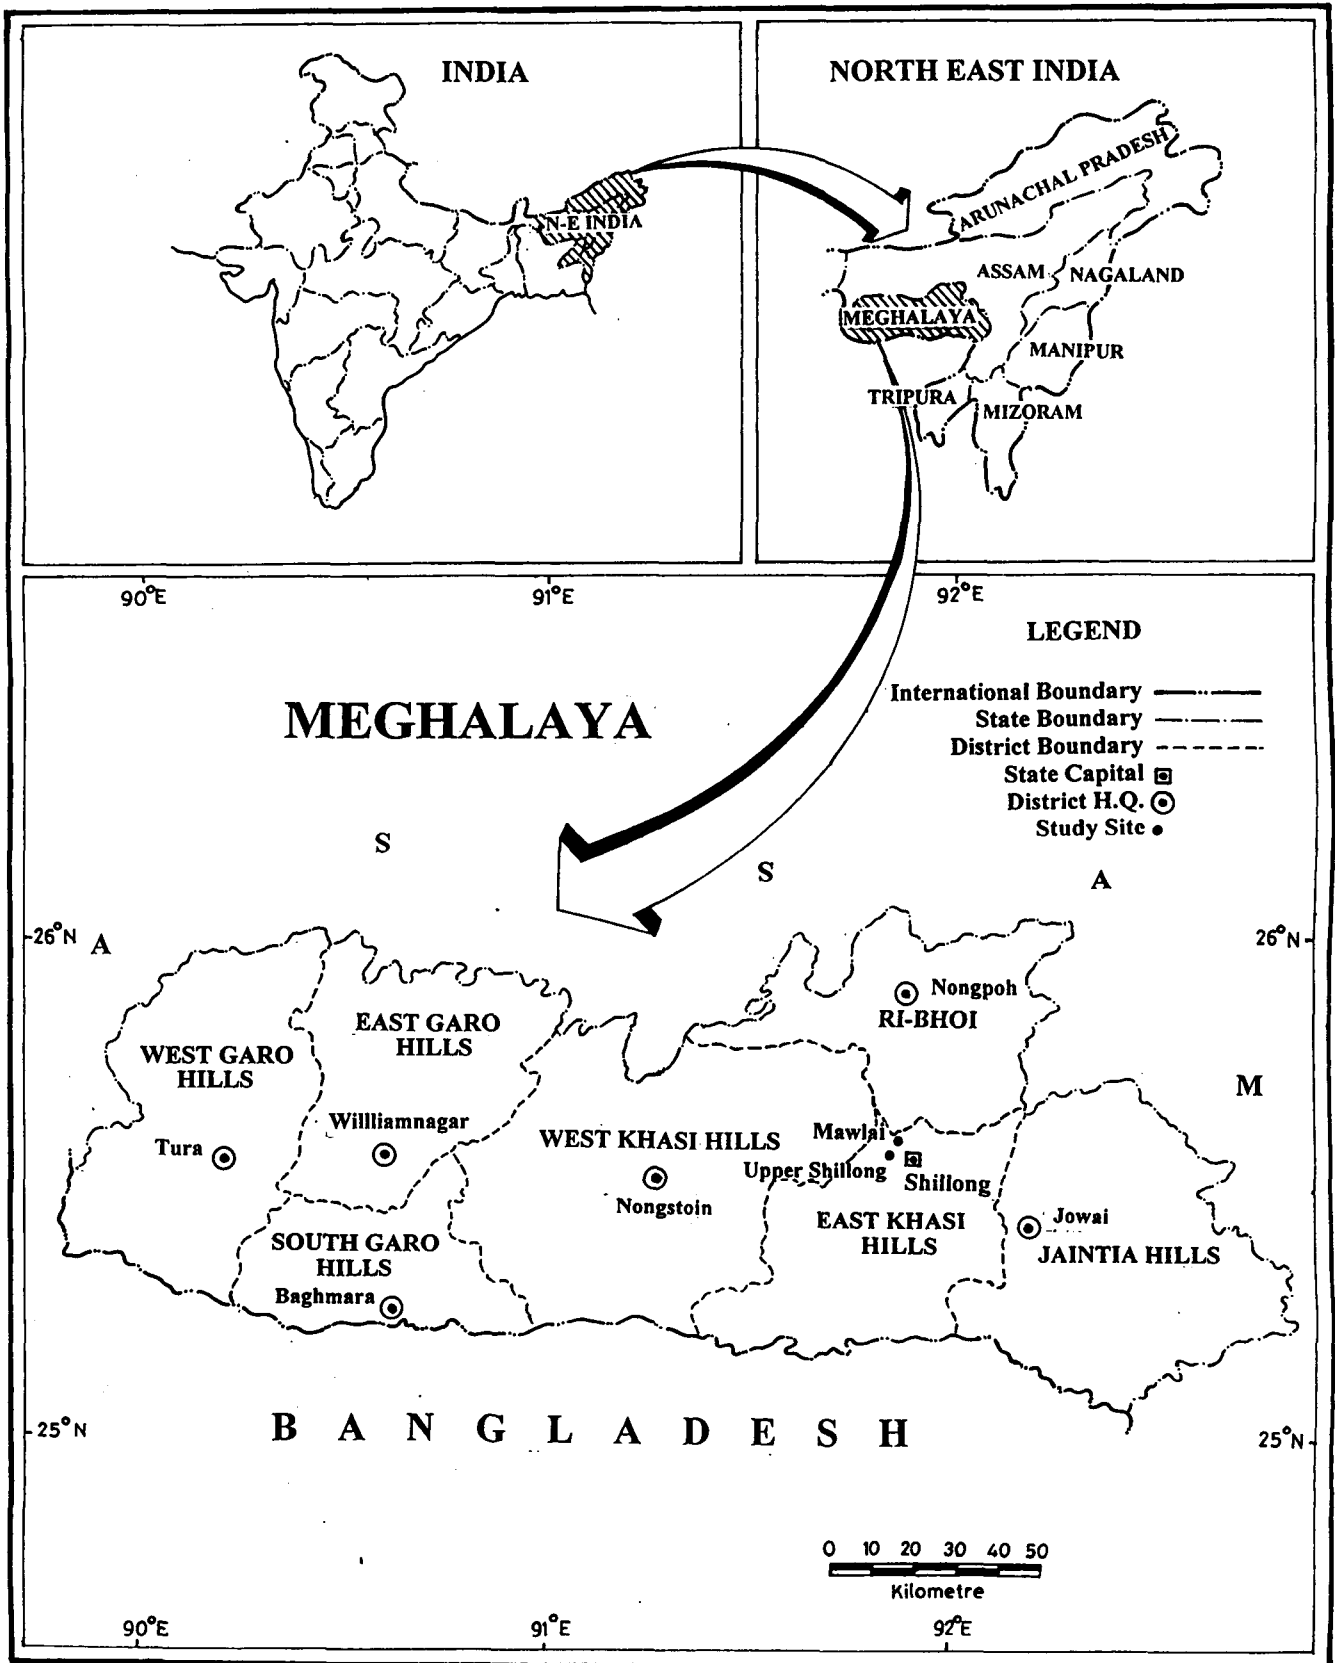 INDIA
N-E INDIA
NORTH EAST INDIA
ARUNACHAL PRADESH
ASSAM
NAGALAND
MEGHALAYA
MANIPUR
TRIPURA
MIZORAM
90°E
91°E
92°E
LEGEND
International Boundary
State Boundary
District Boundary
State Capital
District H.Q.
Study Site
MEGHALAYA
A S S A M
26°N
26°N
Nongpoh
RI-BHOI
EAST GARO
HILLS
WEST GARO
HILLS
Willliamnagar
Tura
WEST KHASI HILLS
Nongstoin
Mawlai
Upper Shillong
Shillong
EAST KHASI
HILLS
Jowai
JAINTIA HILLS
SOUTH GARO
HILLS
Baghmara
25°N
BANGLADESH
25°N
0 10 20 30 40 50
Kilometre
90°E
91°E
92°E